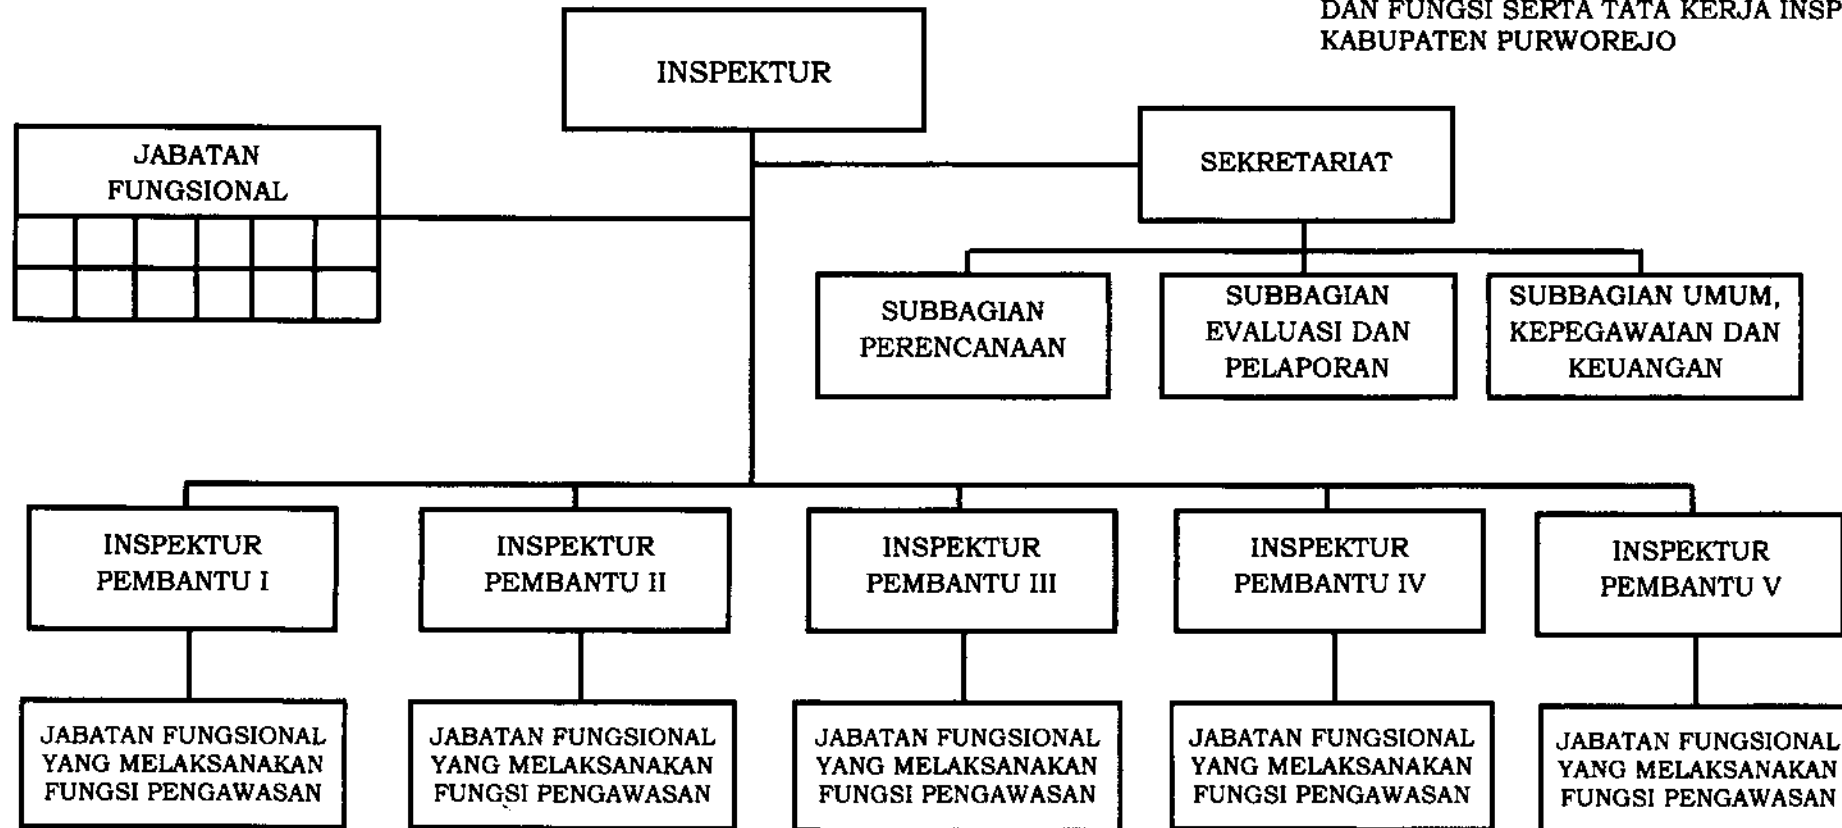 DAN FUNGSI SERTA TATA KERJA INSP
KABUPATEN PURWOREJO
INSPEKTUR
JABATAN
FUNGSIONAL
SEKRETARIAT
SUBBAGIAN
PERENCANAAN
SUBBAGIAN
EVALUASI DAN
PELAPORAN
SUBBAGIAN UMUM,
KEPEGAWAIAN DAN
KEUANGAN
INSPEKTUR
PEMBANTU I
INSPEKTUR
PEMBANTU II
INSPEKTUR
PEMBANTU III
INSPEKTUR
PEMBANTU IV
INSPEKTUR
PEMBANTU V
JABATAN FUNGSIONAL
YANG MELAKSANAKAN
FUNGSI PENGAWASAN
JABATAN FUNGSIONAL
YANG MELAKSANAKAN
FUNGSI PENGAWASAN
JABATAN FUNGSIONAL
YANG MELAKSANAKAN
FUNGSI PENGAWASAN
JABATAN FUNGSIONAL
YANG MELAKSANAKAN
FUNGSI PENGAWASAN
JABATAN FUNGSIONAL
YANG MELAKSANAKAN
FUNGSI PENGAWASAN